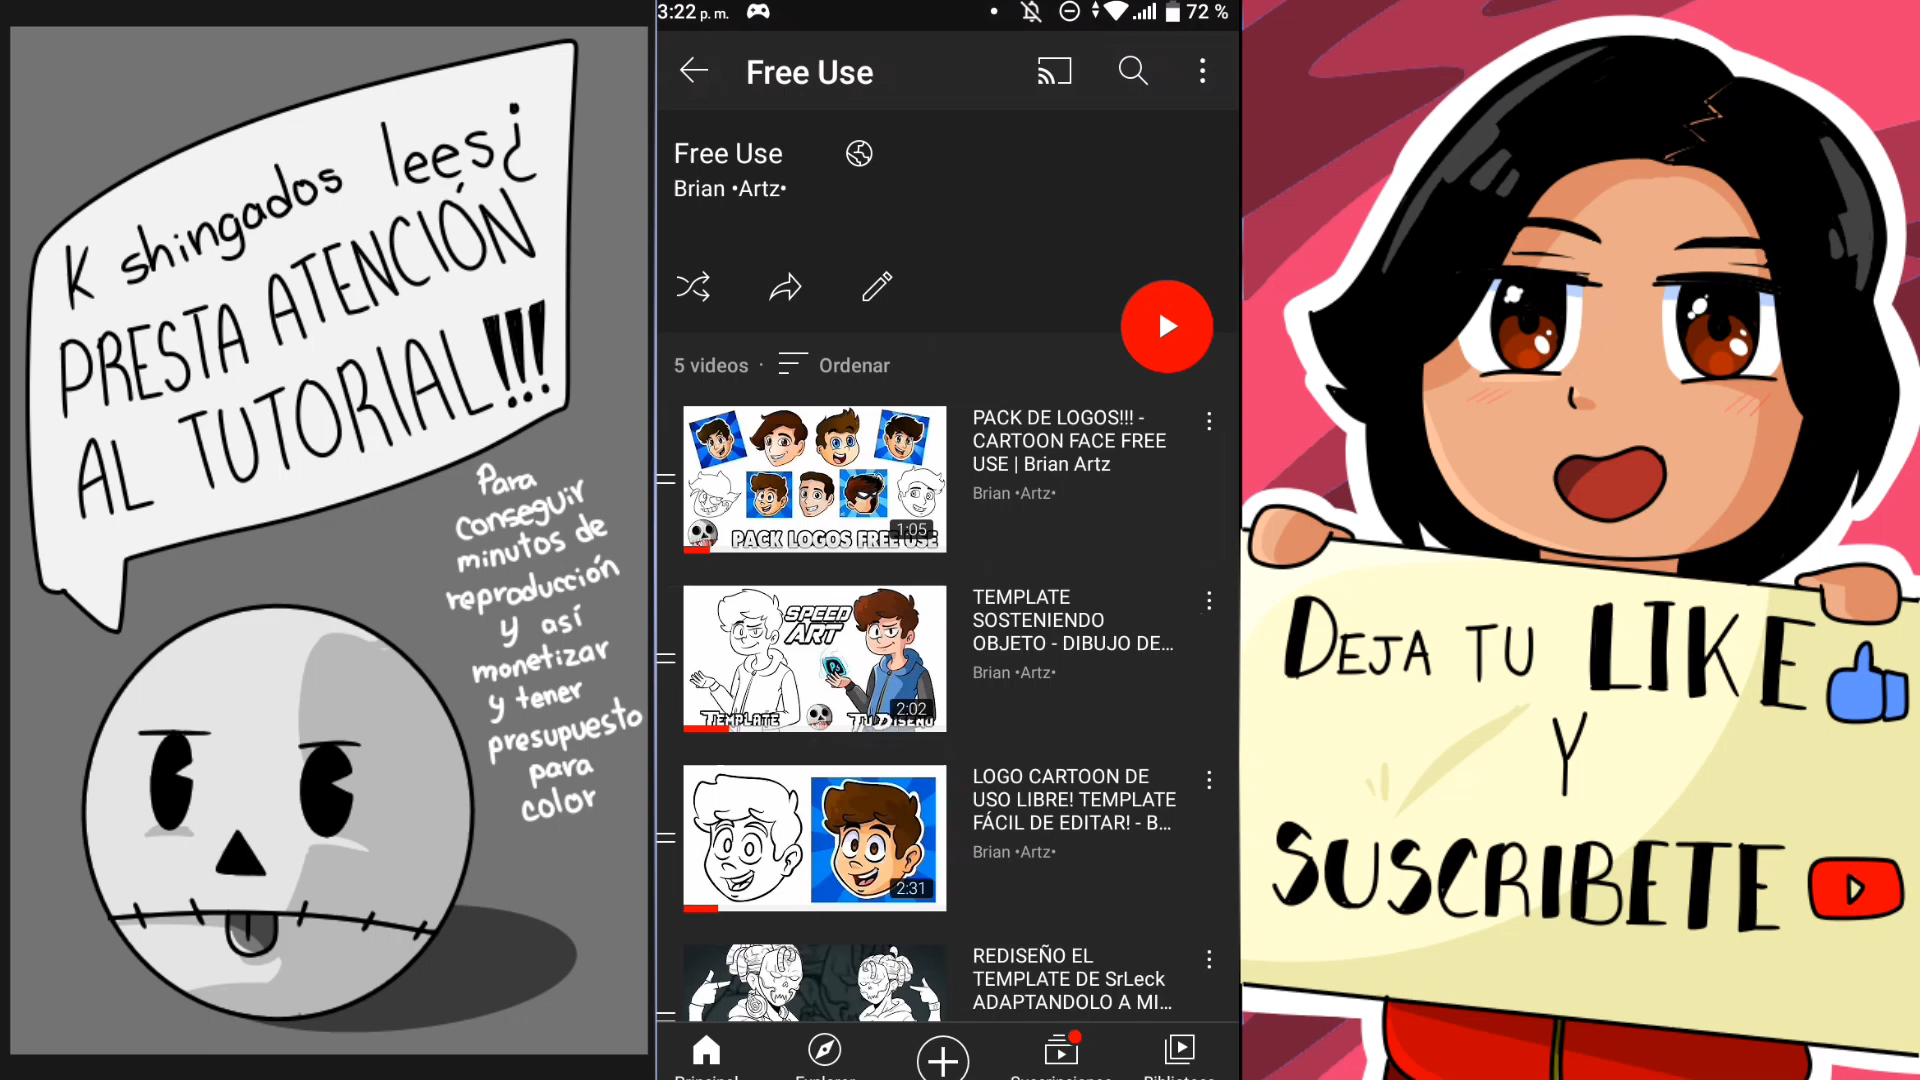 K shingados lees¿
PRESTA ATENCIÓN
AL TUTORIAL!!!
Para
conseguir
minutos de
reproducción
y así
monetizar
y tener
presupuesto
para
color
3:22 p. m.
72 %
Free Use
Free Use
Brian •Artz•
5 videos · Ordenar
PACK LOGOS FREE USE
1:05
PACK DE LOGOS!!! -
CARTOON FACE FREE
USE | Brian Artz
Brian •Artz•
SPEED
ART
TEMPLATE
TU DISEÑO
2:02
TEMPLATE
SOSTENIENDO
OBJETO - DIBUJO DE...
Brian •Artz•
2:31
LOGO CARTOON DE
USO LIBRE! TEMPLATE
FÁCIL DE EDITAR! - B...
Brian •Artz•
REDISEÑO EL
TEMPLATE DE SrLeck
ADAPTANDOLO A MI...
DEJA TU LIKE
Y
SUSCRIBETE